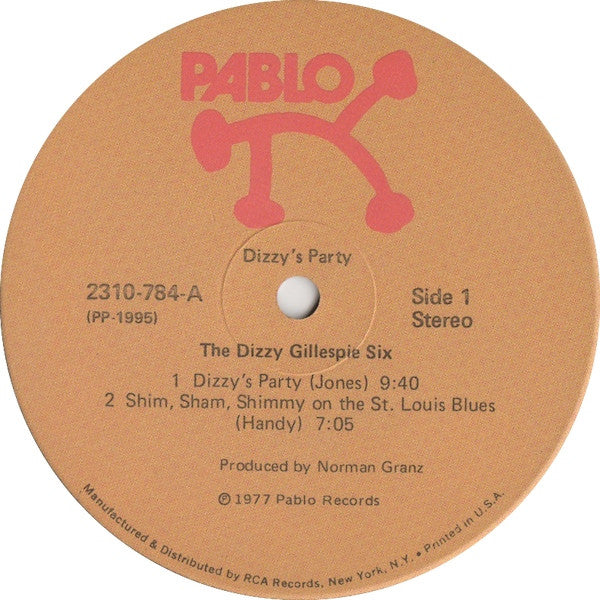 PABLO
Dizzy's Party
2310-784-A
(PP-1995)
Side 1
Stereo
The Dizzy Gillespie Six
1 Dizzy's Party (Jones) 9:40
2 Shim, Sham, Shimmy on the St. Louis Blues
(Handy) 7:05
Produced by Norman Granz
℗ 1977 Pablo Records
Manufactured & Distributed by RCA Records, New York, N.Y. • Printed in U.S.A.